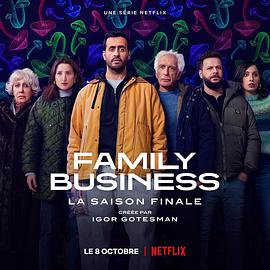 UNE SÉRIE NETFLIX
FAMILY
BUSINESS
LA SAISON FINALE
CRÉÉE PAR
IGOR GOTESMAN
LE 8 OCTOBRE | NETFLIX